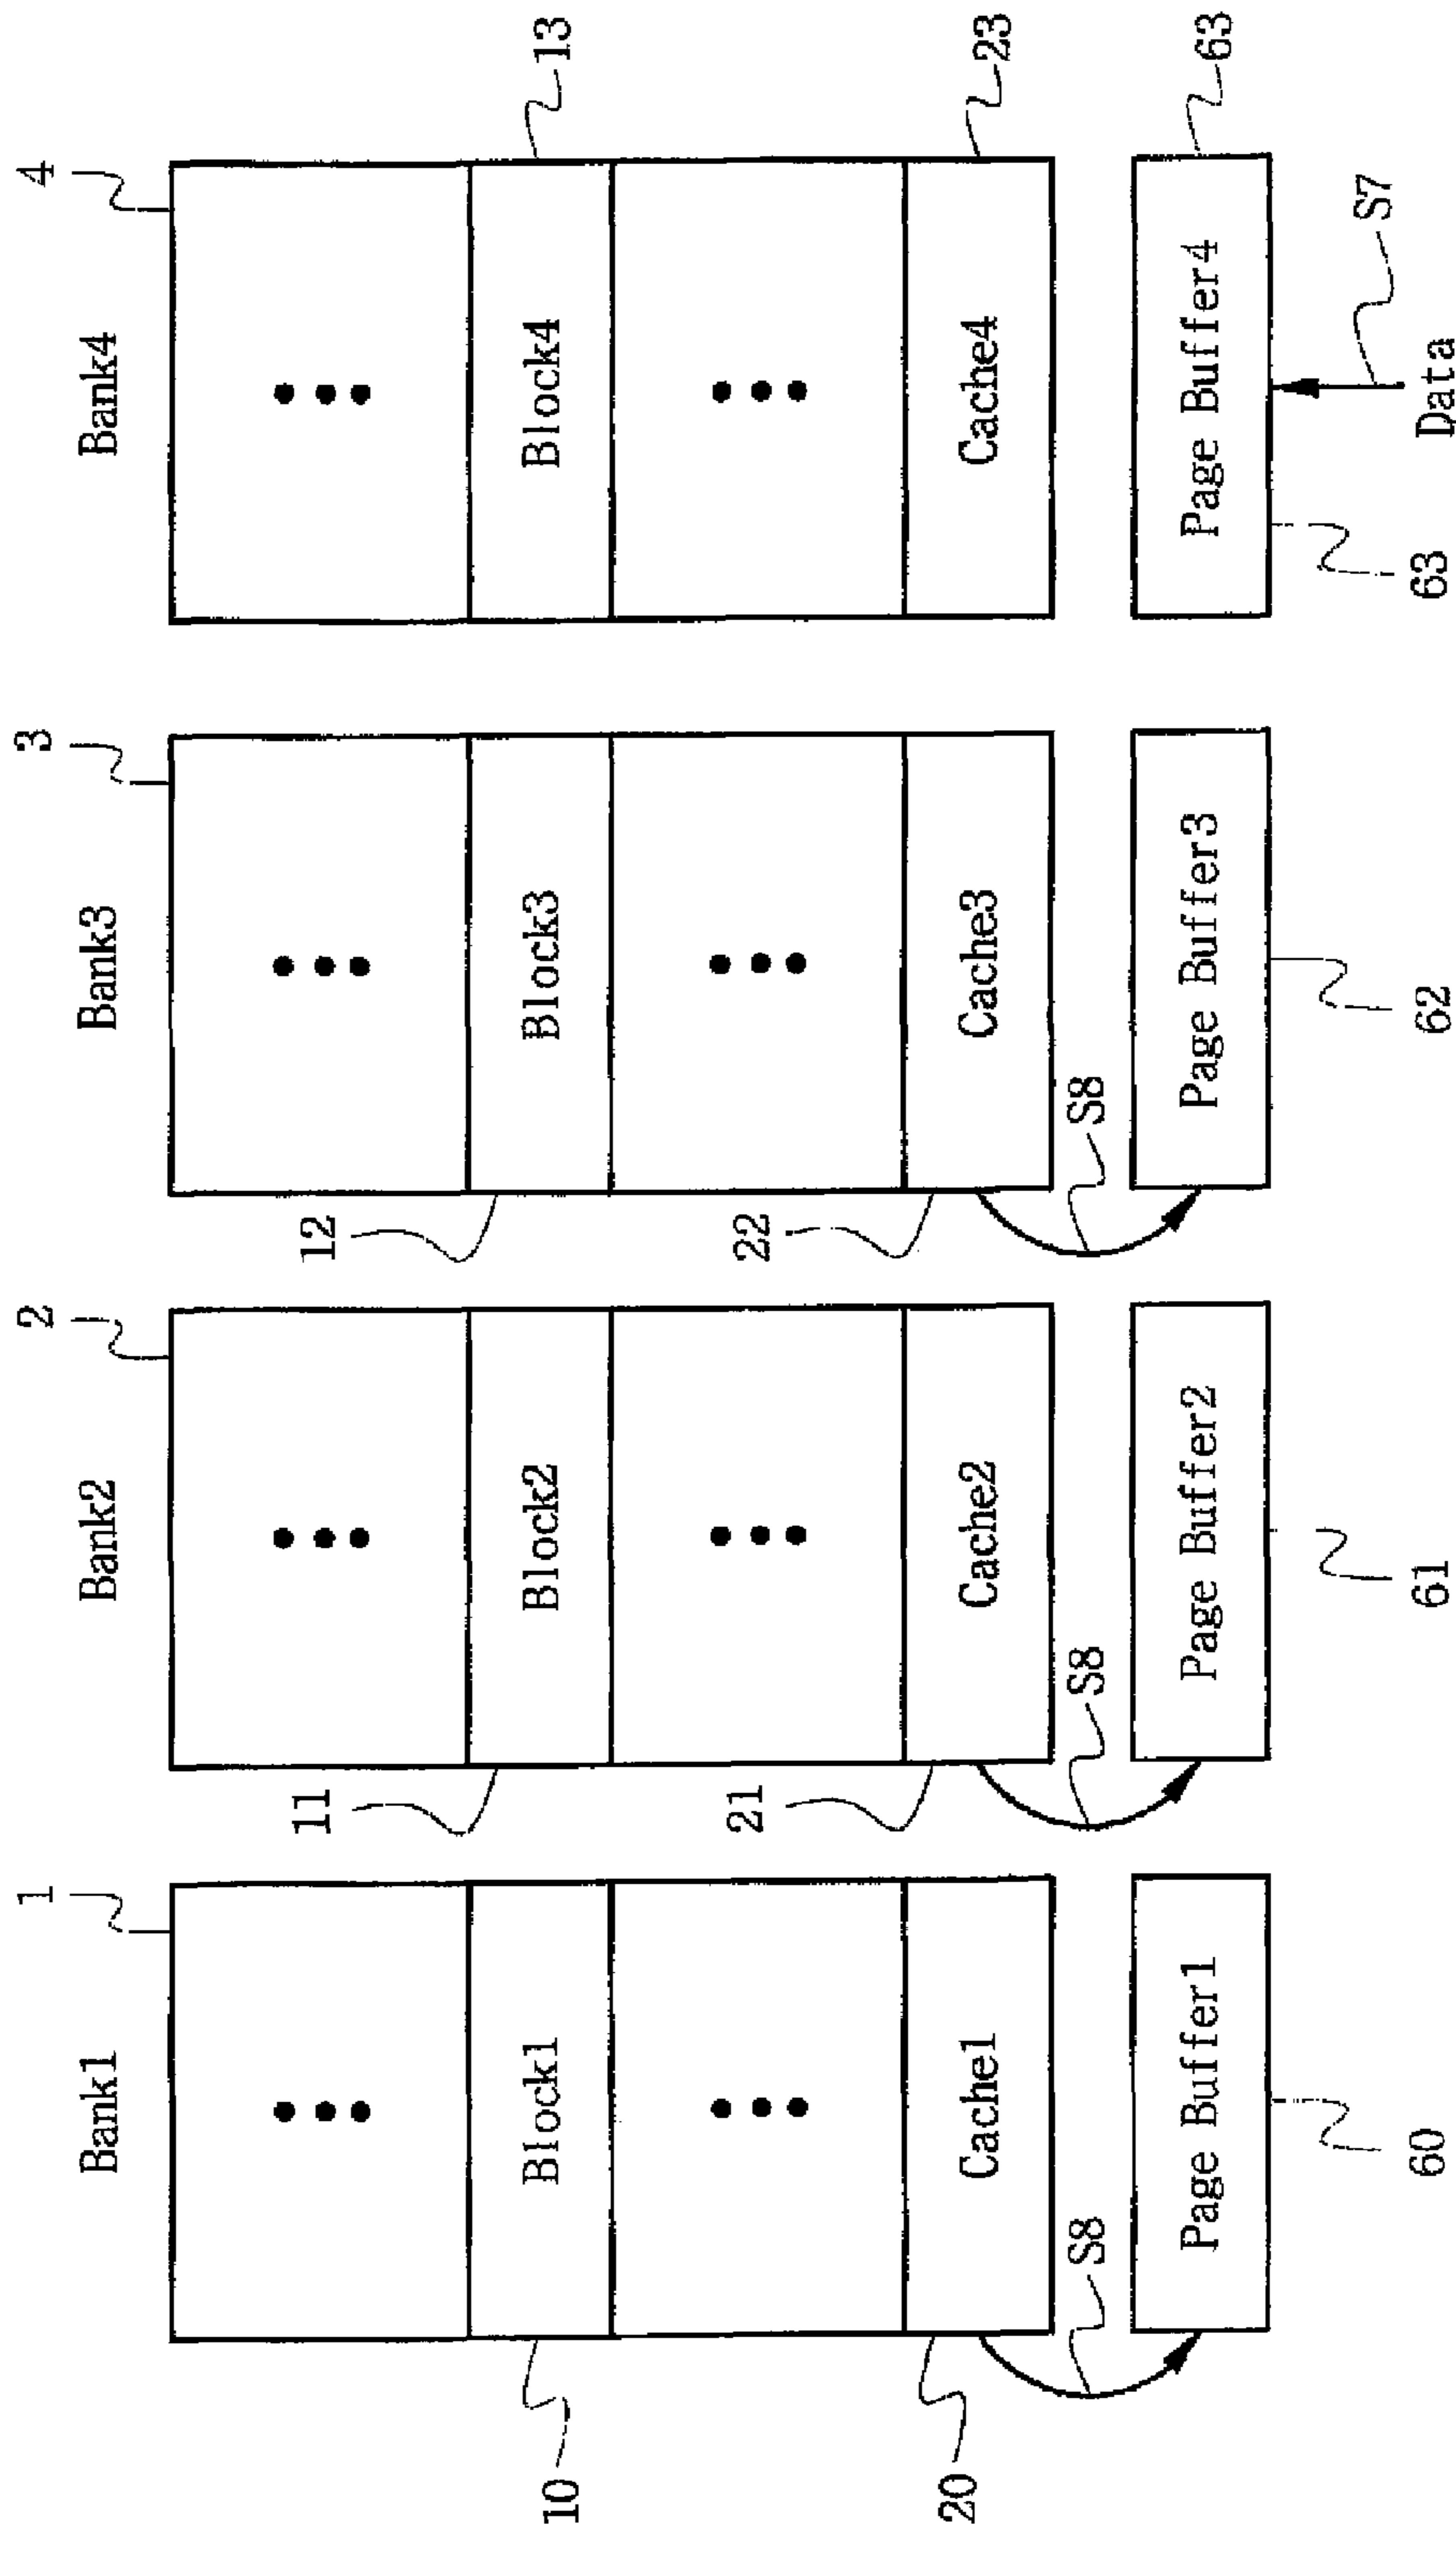 1
2
3
4
Bank1
Bank2
Bank3
Bank4
11
12
13
10
Block1
Block2
Block3
Block4
21
22
23
20
Cache1
Cache2
Cache3
Cache4
S8
S8
S8
63
Page Buffer1
Page Buffer2
Page Buffer3
Page Buffer4
S7
60
61
62
63
Data